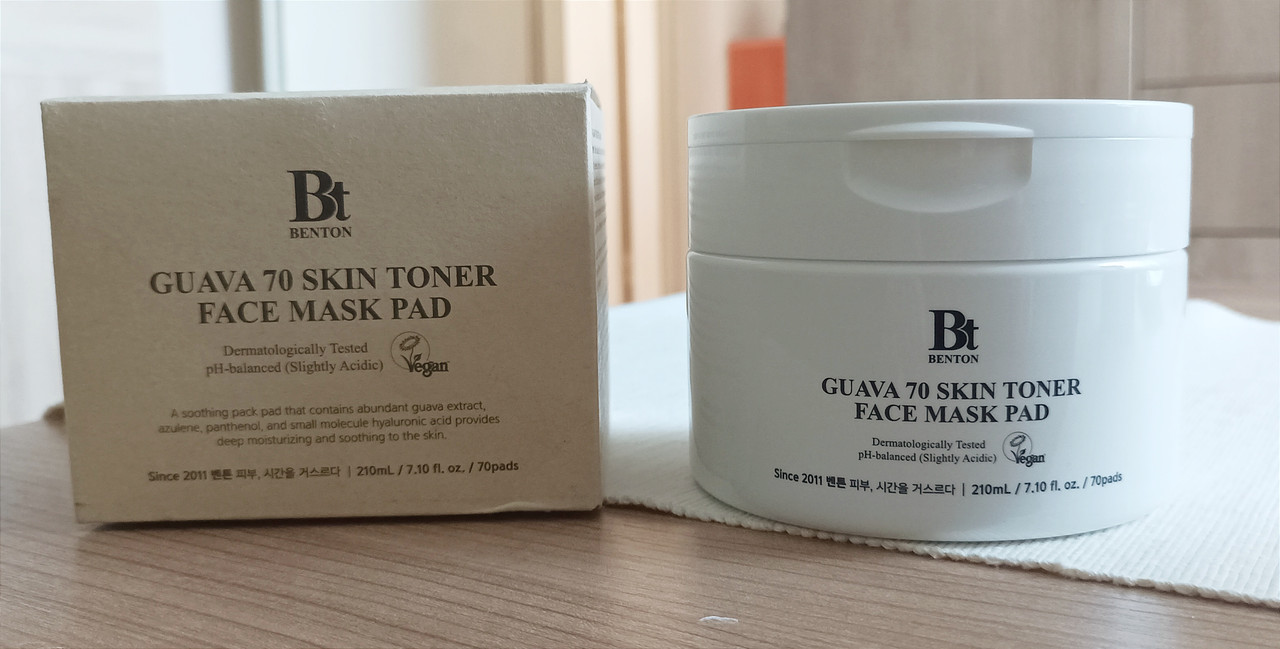 Bt
BENTON
GUAVA 70 SKIN TONER
FACE MASK PAD
Dermatologically Tested
pH-balanced (Slightly Acidic)
Vegan
A soothing pack pad that contains abundant guava extract,
azulene, panthenol, and small molecule hyaluronic acid provides
deep moisturizing and soothing to the skin.
Since 2011 벤튼 피부, 시간을 거스르다 | 210mL / 7.10 fl. oz. / 70pads
Bt
BENTON
GUAVA 70 SKIN TONER
FACE MASK PAD
Dermatologically Tested
pH-balanced (Slightly Acidic)
Vegan
Since 2011 벤튼 피부, 시간을 거스르다 | 210mL / 7.10 fl. oz. / 70pads